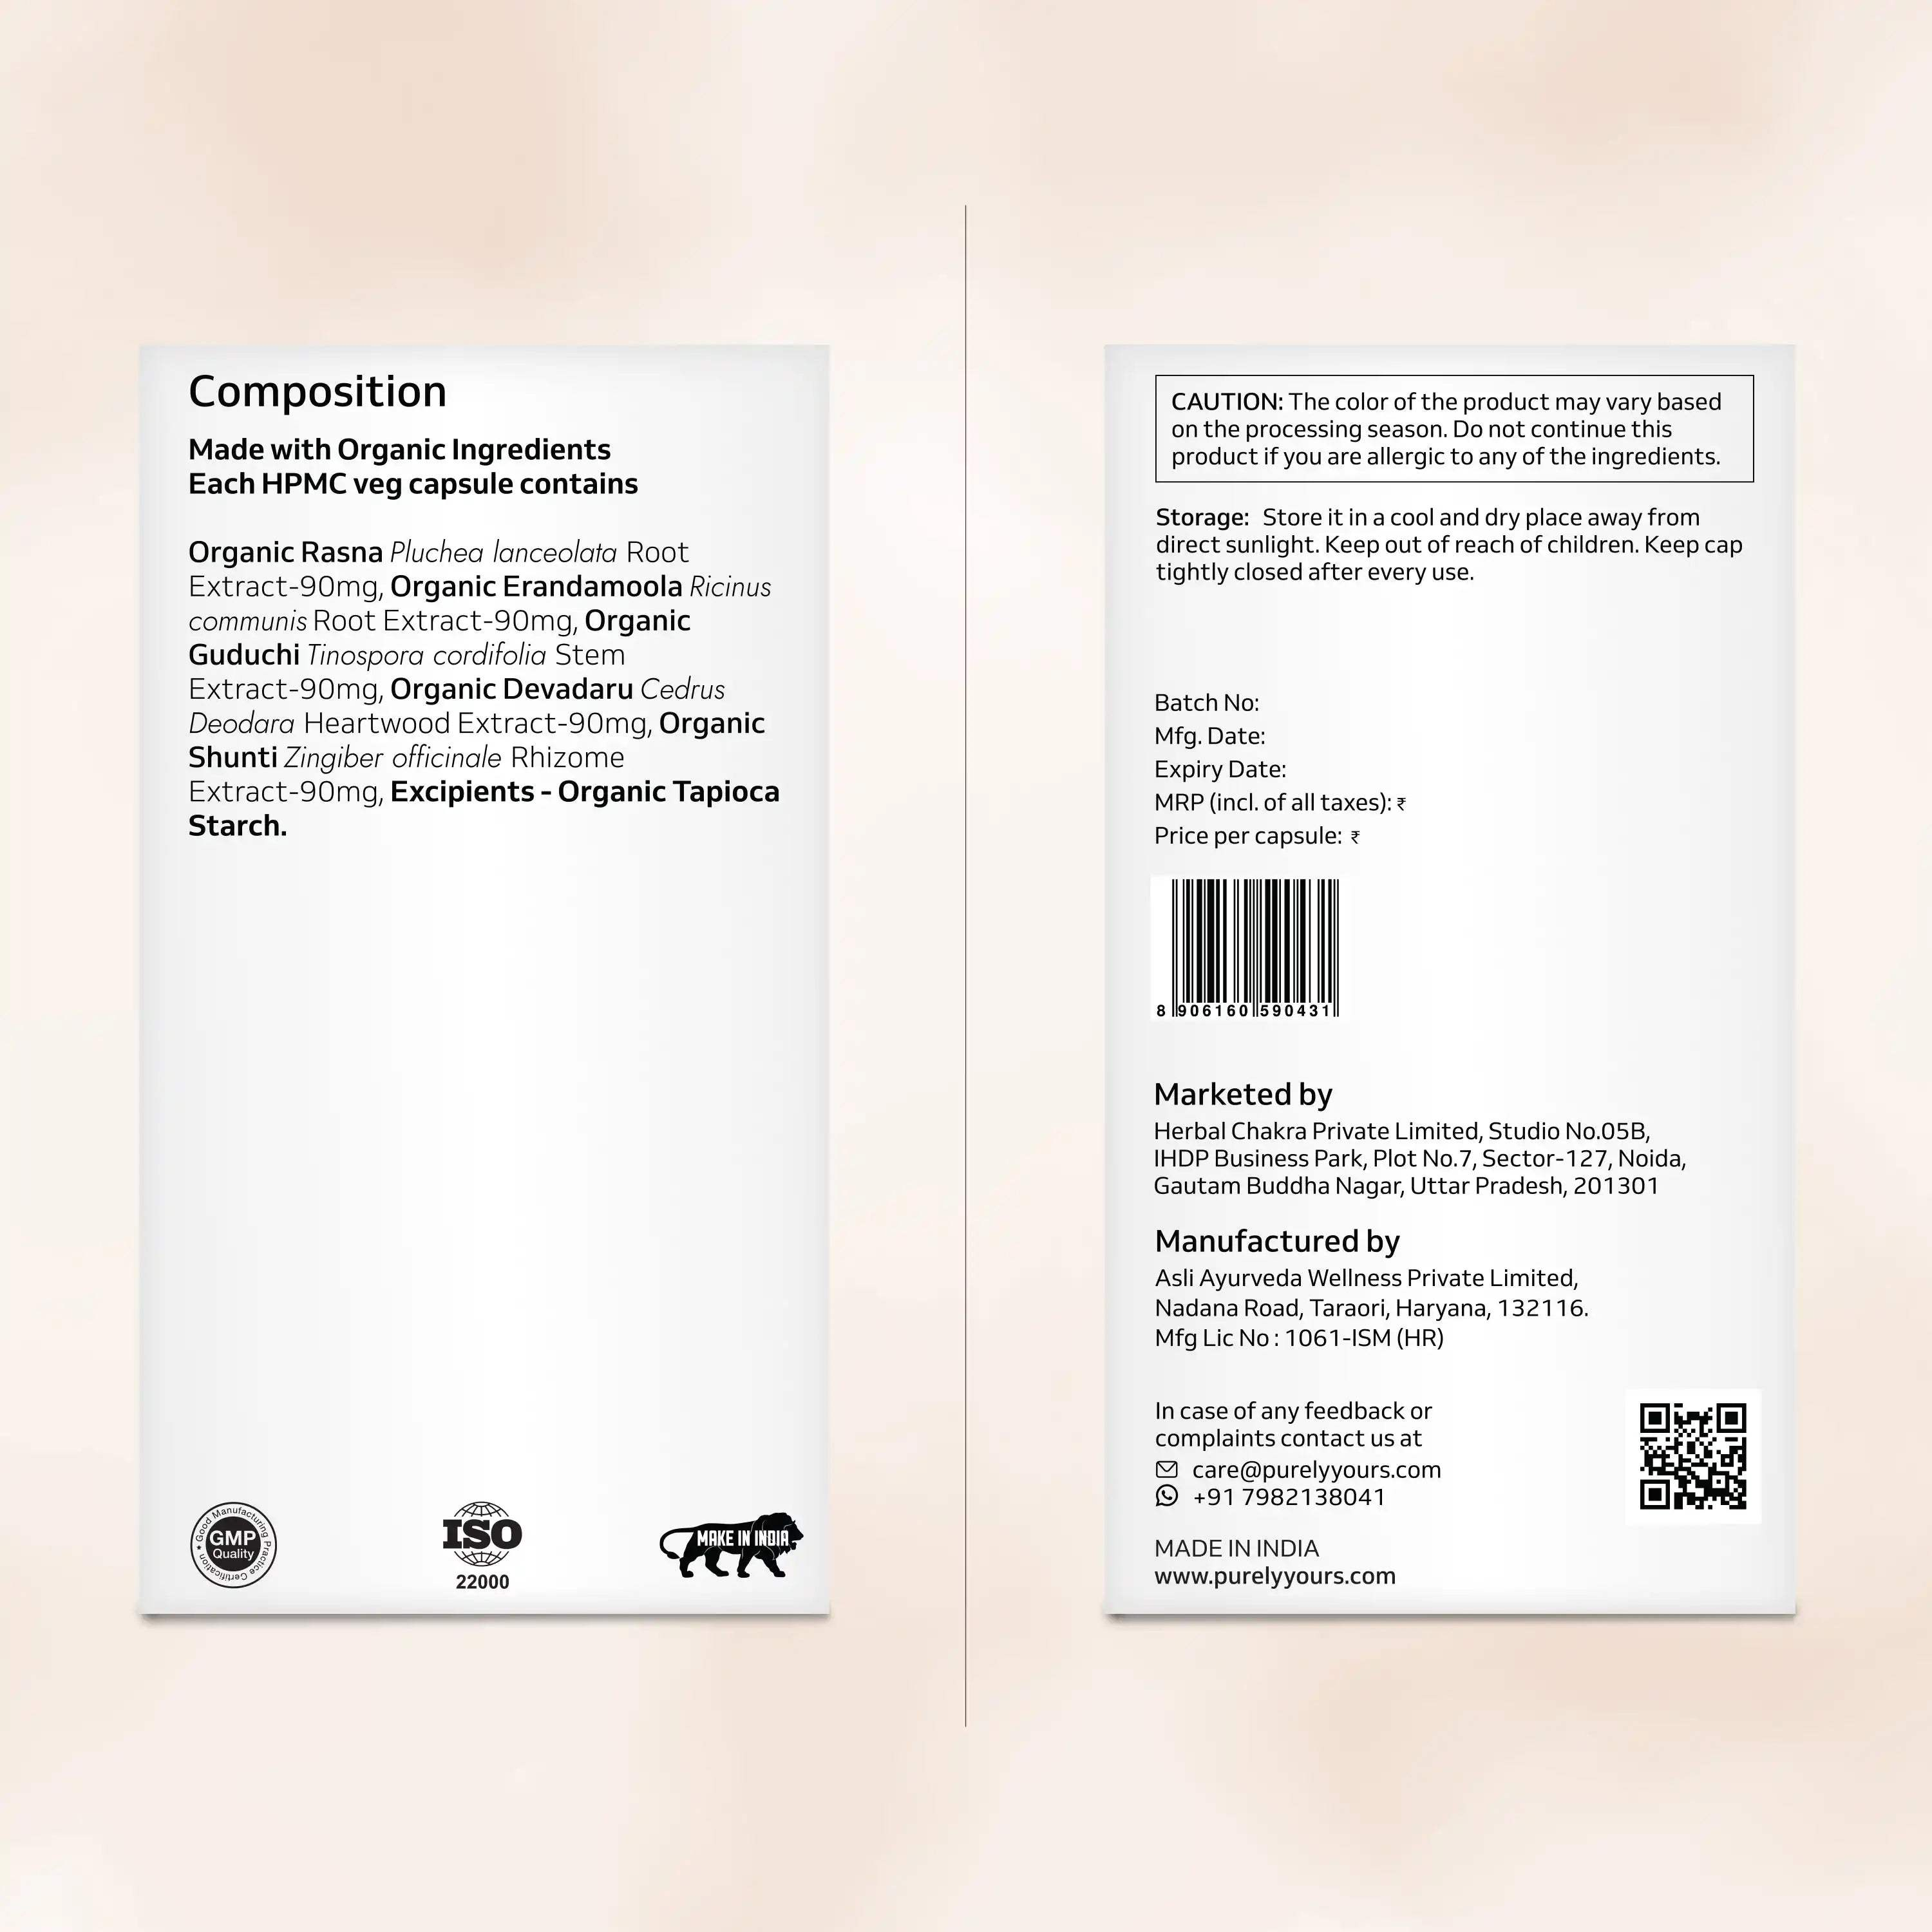 Composition
Made with Organic Ingredients
Each HPMC veg capsule contains
Organic Rasna Pluchea lanceolata Root
Extract-90mg, Organic Erandamoola Ricinus
communis Root Extract-90mg, Organic
Guduchi Tinospora cordifolia Stem
Extract-90mg, Organic Devadaru Cedrus
Deodara Heartwood Extract-90mg, Organic
Shunti Zingiber officinale Rhizome
Extract-90mg, Excipients - Organic Tapioca
Starch.
Good Manufacturing Practice Certification
GMP
Quality
ISO
22000
MAKE IN INDIA
CAUTION: The color of the product may vary based
on the processing season. Do not continue this
product if you are allergic to any of the ingredients.
Storage: Store it in a cool and dry place away from
direct sunlight. Keep out of reach of children. Keep cap
tightly closed after every use.
Batch No:
Mfg. Date:
Expiry Date:
MRP (incl. of all taxes): ₹
Price per capsule: ₹
8 906160 590431
Marketed by
Herbal Chakra Private Limited, Studio No.05B,
IHDP Business Park, Plot No.7, Sector-127, Noida,
Gautam Buddha Nagar, Uttar Pradesh, 201301
Manufactured by
Asli Ayurveda Wellness Private Limited,
Nadana Road, Taraori, Haryana, 132116.
Mfg Lic No : 1061-ISM (HR)
In case of any feedback or
complaints contact us at
care@purelyyours.com
+91 7982138041
MADE IN INDIA
www.purelyyours.com